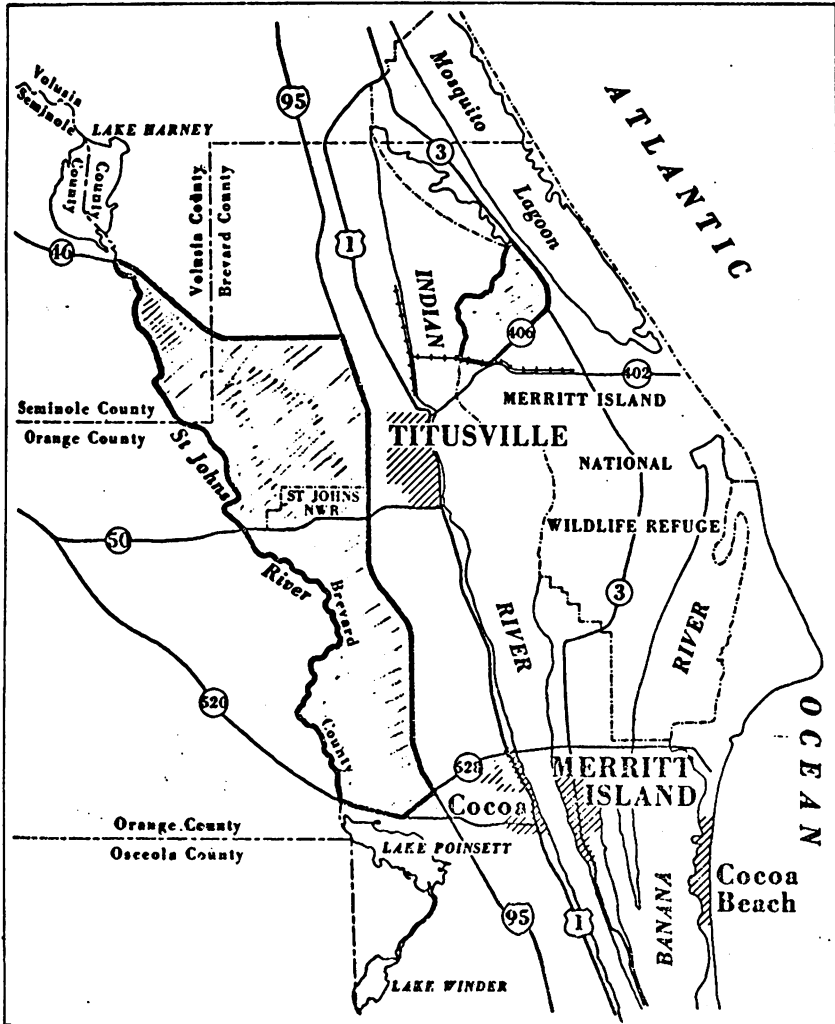 Volusia
Seminole
LAKE HARNEY
County
County
46
Volusia County
Brevard County
95
1
3
Mosquito
Lagoon
ATLANTIC
INDIAN
406
402
MERRITT ISLAND
Seminole County
Orange County
St Johns
TITUSVILLE
NATIONAL
ST JOHNS
NWR
WILDLIFE REFUGE
50
River
Brevard
County
RIVER
3
RIVER
520
OCEAN
528
MERRITT
ISLAND
Cocoa
Orange County
Osceola County
LAKE POINSETT
Cocoa
Beach
95
1
BANANA
LAKE WINDER